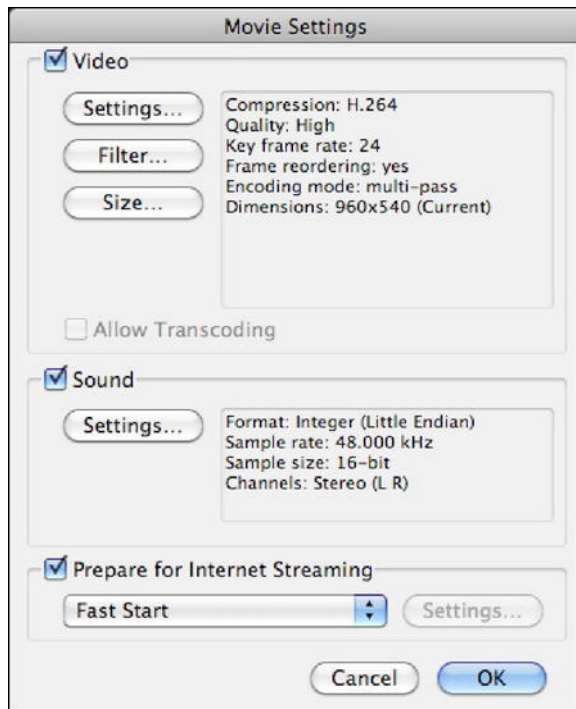 Movie Settings
Video
Settings...
Filter...
Size...
Compression: H.264
Quality: High
Key frame rate: 24
Frame reordering: yes
Encoding mode: multi-pass
Dimensions: 960x540 (Current)
Allow Transcoding
Sound
Settings...
Format: Integer (Little Endian)
Sample rate: 48.000 kHz
Sample size: 16-bit
Channels: Stereo (L R)
Prepare for Internet Streaming
Fast Start
Settings...
Cancel
OK